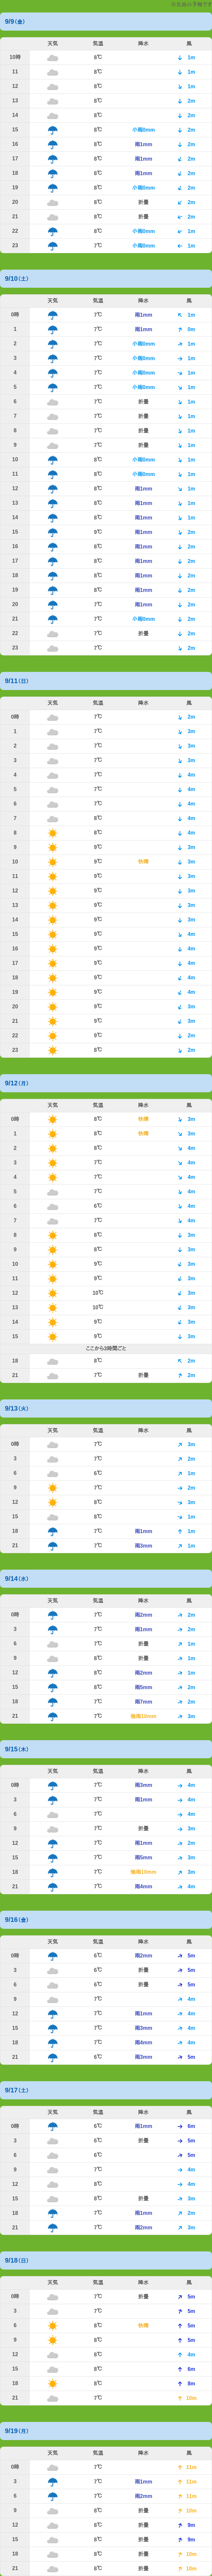 9/9(金)
天気 気温 降水 風
10時 8℃ 1m
11 8℃ 1m
12 8℃ 1m
13 8℃ 2m
14 8℃ 2m
15 8℃ 小雨0mm 2m
16 8℃ 雨1mm 2m
17 8℃ 雨1mm 2m
18 8℃ 雨1mm 2m
19 8℃ 小雨0mm 2m
20 8℃ 折畳 2m
21 8℃ 折畳 2m
22 8℃ 小雨0mm 1m
23 7℃ 小雨0mm 1m
9/10(土)
天気 気温 降水 風
0時 7℃ 雨1mm 1m
1 7℃ 雨1mm 0m
2 7℃ 小雨0mm 1m
3 7℃ 小雨0mm 1m
4 7℃ 小雨0mm 1m
5 7℃ 小雨0mm 1m
6 7℃ 折畳 1m
7 7℃ 折畳 1m
8 7℃ 折畳 1m
9 7℃ 折畳 1m
10 8℃ 小雨0mm 1m
11 8℃ 小雨0mm 1m
12 8℃ 雨1mm 1m
13 8℃ 雨1mm 1m
14 8℃ 雨1mm 1m
15 9℃ 雨1mm 2m
16 8℃ 雨1mm 2m
17 8℃ 雨1mm 2m
18 8℃ 雨1mm 2m
19 8℃ 雨1mm 2m
20 7℃ 雨1mm 2m
21 7℃ 小雨0mm 2m
22 8℃ 折畳 2m
23 7℃ 2m
9/11(日)
天気 気温 降水 風
0時 7℃ 2m
1 7℃ 3m
2 7℃ 3m
3 7℃ 3m
4 7℃ 4m
5 7℃ 4m
6 7℃ 4m
7 8℃ 4m
8 8℃ 4m
9 9℃ 3m
10 9℃ 快晴 3m
11 9℃ 3m
12 9℃ 3m
13 9℃ 3m
14 9℃ 3m
15 9℃ 4m
16 9℃ 4m
17 9℃ 4m
18 9℃ 4m
19 9℃ 4m
20 9℃ 3m
21 9℃ 3m
22 8℃ 2m
23 8℃ 2m
9/12(月)
天気 気温 降水 風
0時 8℃ 快晴 3m
1 8℃ 快晴 3m
2 8℃ 4m
3 7℃ 4m
4 7℃ 4m
5 7℃ 4m
6 6℃ 4m
7 7℃ 4m
8 8℃ 3m
9 8℃ 3m
10 9℃ 3m
11 9℃ 3m
12 10℃ 3m
13 10℃ 3m
14 9℃ 3m
15 9℃ 3m
ここから3時間ごと
18 8℃ 2m
21 7℃ 折畳 2m
9/13(火)
天気 気温 降水 風
0時 7℃ 3m
3 7℃ 2m
6 6℃ 1m
9 7℃ 2m
12 8℃ 3m
15 8℃ 1m
18 7℃ 雨1mm 1m
21 7℃ 雨3mm 1m
9/14(水)
天気 気温 降水 風
0時 7℃ 雨2mm 2m
3 7℃ 雨1mm 2m
6 7℃ 折畳 1m
9 8℃ 折畳 1m
12 8℃ 雨2mm 1m
15 8℃ 雨5mm 2m
18 7℃ 雨7mm 2m
21 7℃ 強雨10mm 3m
9/15(木)
天気 気温 降水 風
0時 7℃ 雨3mm 4m
3 7℃ 雨1mm 4m
6 7℃ 4m
9 7℃ 折畳 3m
12 7℃ 雨1mm 2m
15 7℃ 雨5mm 3m
18 7℃ 強雨10mm 3m
21 7℃ 雨4mm 4m
9/16(金)
天気 気温 降水 風
0時 6℃ 雨2mm 5m
3 6℃ 折畳 5m
6 6℃ 折畳 5m
9 7℃ 4m
12 7℃ 雨1mm 4m
15 7℃ 雨3mm 4m
18 7℃ 雨4mm 4m
21 6℃ 雨3mm 5m
9/17(土)
天気 気温 降水 風
0時 6℃ 雨1mm 6m
3 6℃ 折畳 5m
6 6℃ 5m
9 7℃ 4m
12 8℃ 4m
15 8℃ 折畳 3m
18 7℃ 雨1mm 2m
21 7℃ 雨2mm 3m
9/18(日)
天気 気温 降水 風
0時 7℃ 折畳 5m
3 7℃ 5m
6 8℃ 快晴 5m
9 8℃ 5m
12 8℃ 4m
15 8℃ 6m
18 8℃ 8m
21 7℃ 10m
9/19(月)
天気 気温 降水 風
0時 7℃ 11m
3 7℃ 雨1mm 11m
6 7℃ 雨2mm 11m
9 8℃ 折畳 10m
12 8℃ 折畳 9m
15 8℃ 折畳 9m
18 8℃ 折畳 10m
21 8℃ 折畳 10m